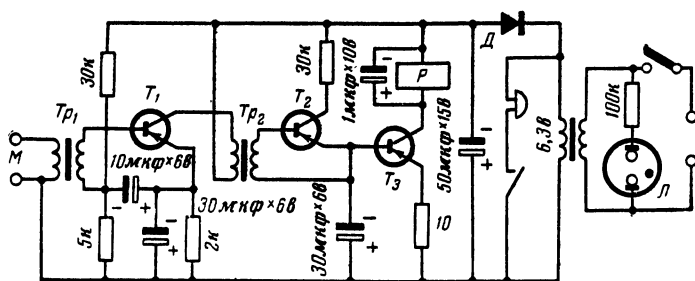 30к
Тр₁
Т₁
М
10мкф×6в
30мкф×6в
5к
2к
Тр₂
Т₂
30к
1мкф×10в
Р
Т₃
30мкф×6в
10
50мкф×15в
Д
6,3в
100к
Л